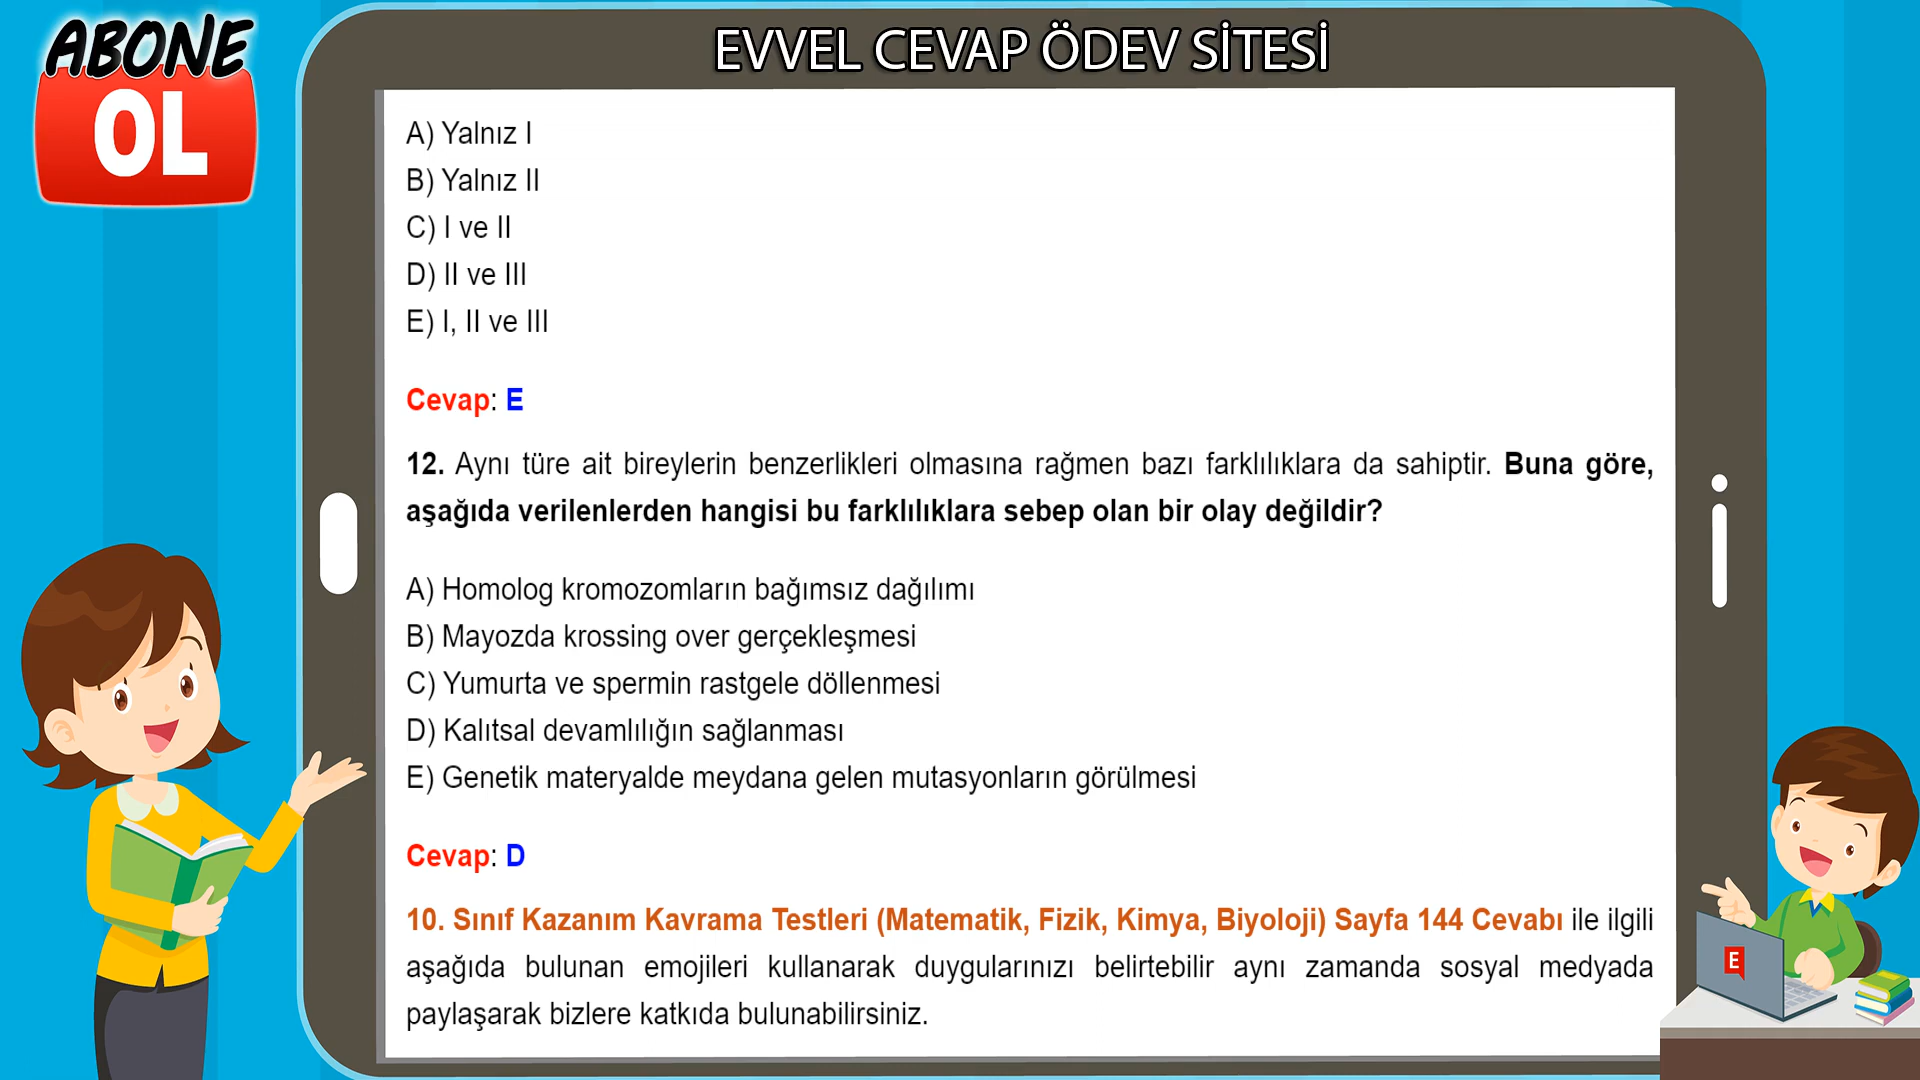 ABONE
OL
EVVEL CEVAP ÖDEV SİTESİ
A) Yalnız I
B) Yalnız II
C) I ve II
D) II ve III
E) I, II ve III
Cevap: E
12. Aynı türe ait bireylerin benzerlikleri olmasına rağmen bazı farklılıklara da sahiptir. Buna göre,
aşağıda verilenlerden hangisi bu farklılıklara sebep olan bir olay değildir?
A) Homolog kromozomların bağımsız dağılımı
B) Mayozda krossing over gerçekleşmesi
C) Yumurta ve spermin rastgele döllenmesi
D) Kalıtsal devamlılığın sağlanması
E) Genetik materyalde meydana gelen mutasyonların görülmesi
Cevap: D
10. Sınıf Kazanım Kavrama Testleri (Matematik, Fizik, Kimya, Biyoloji) Sayfa 144 Cevabı ile ilgili
aşağıda bulunan emojileri kullanarak duygularınızı belirtebilir aynı zamanda sosyal medyada
paylaşarak bizlere katkıda bulunabilirsiniz.
E